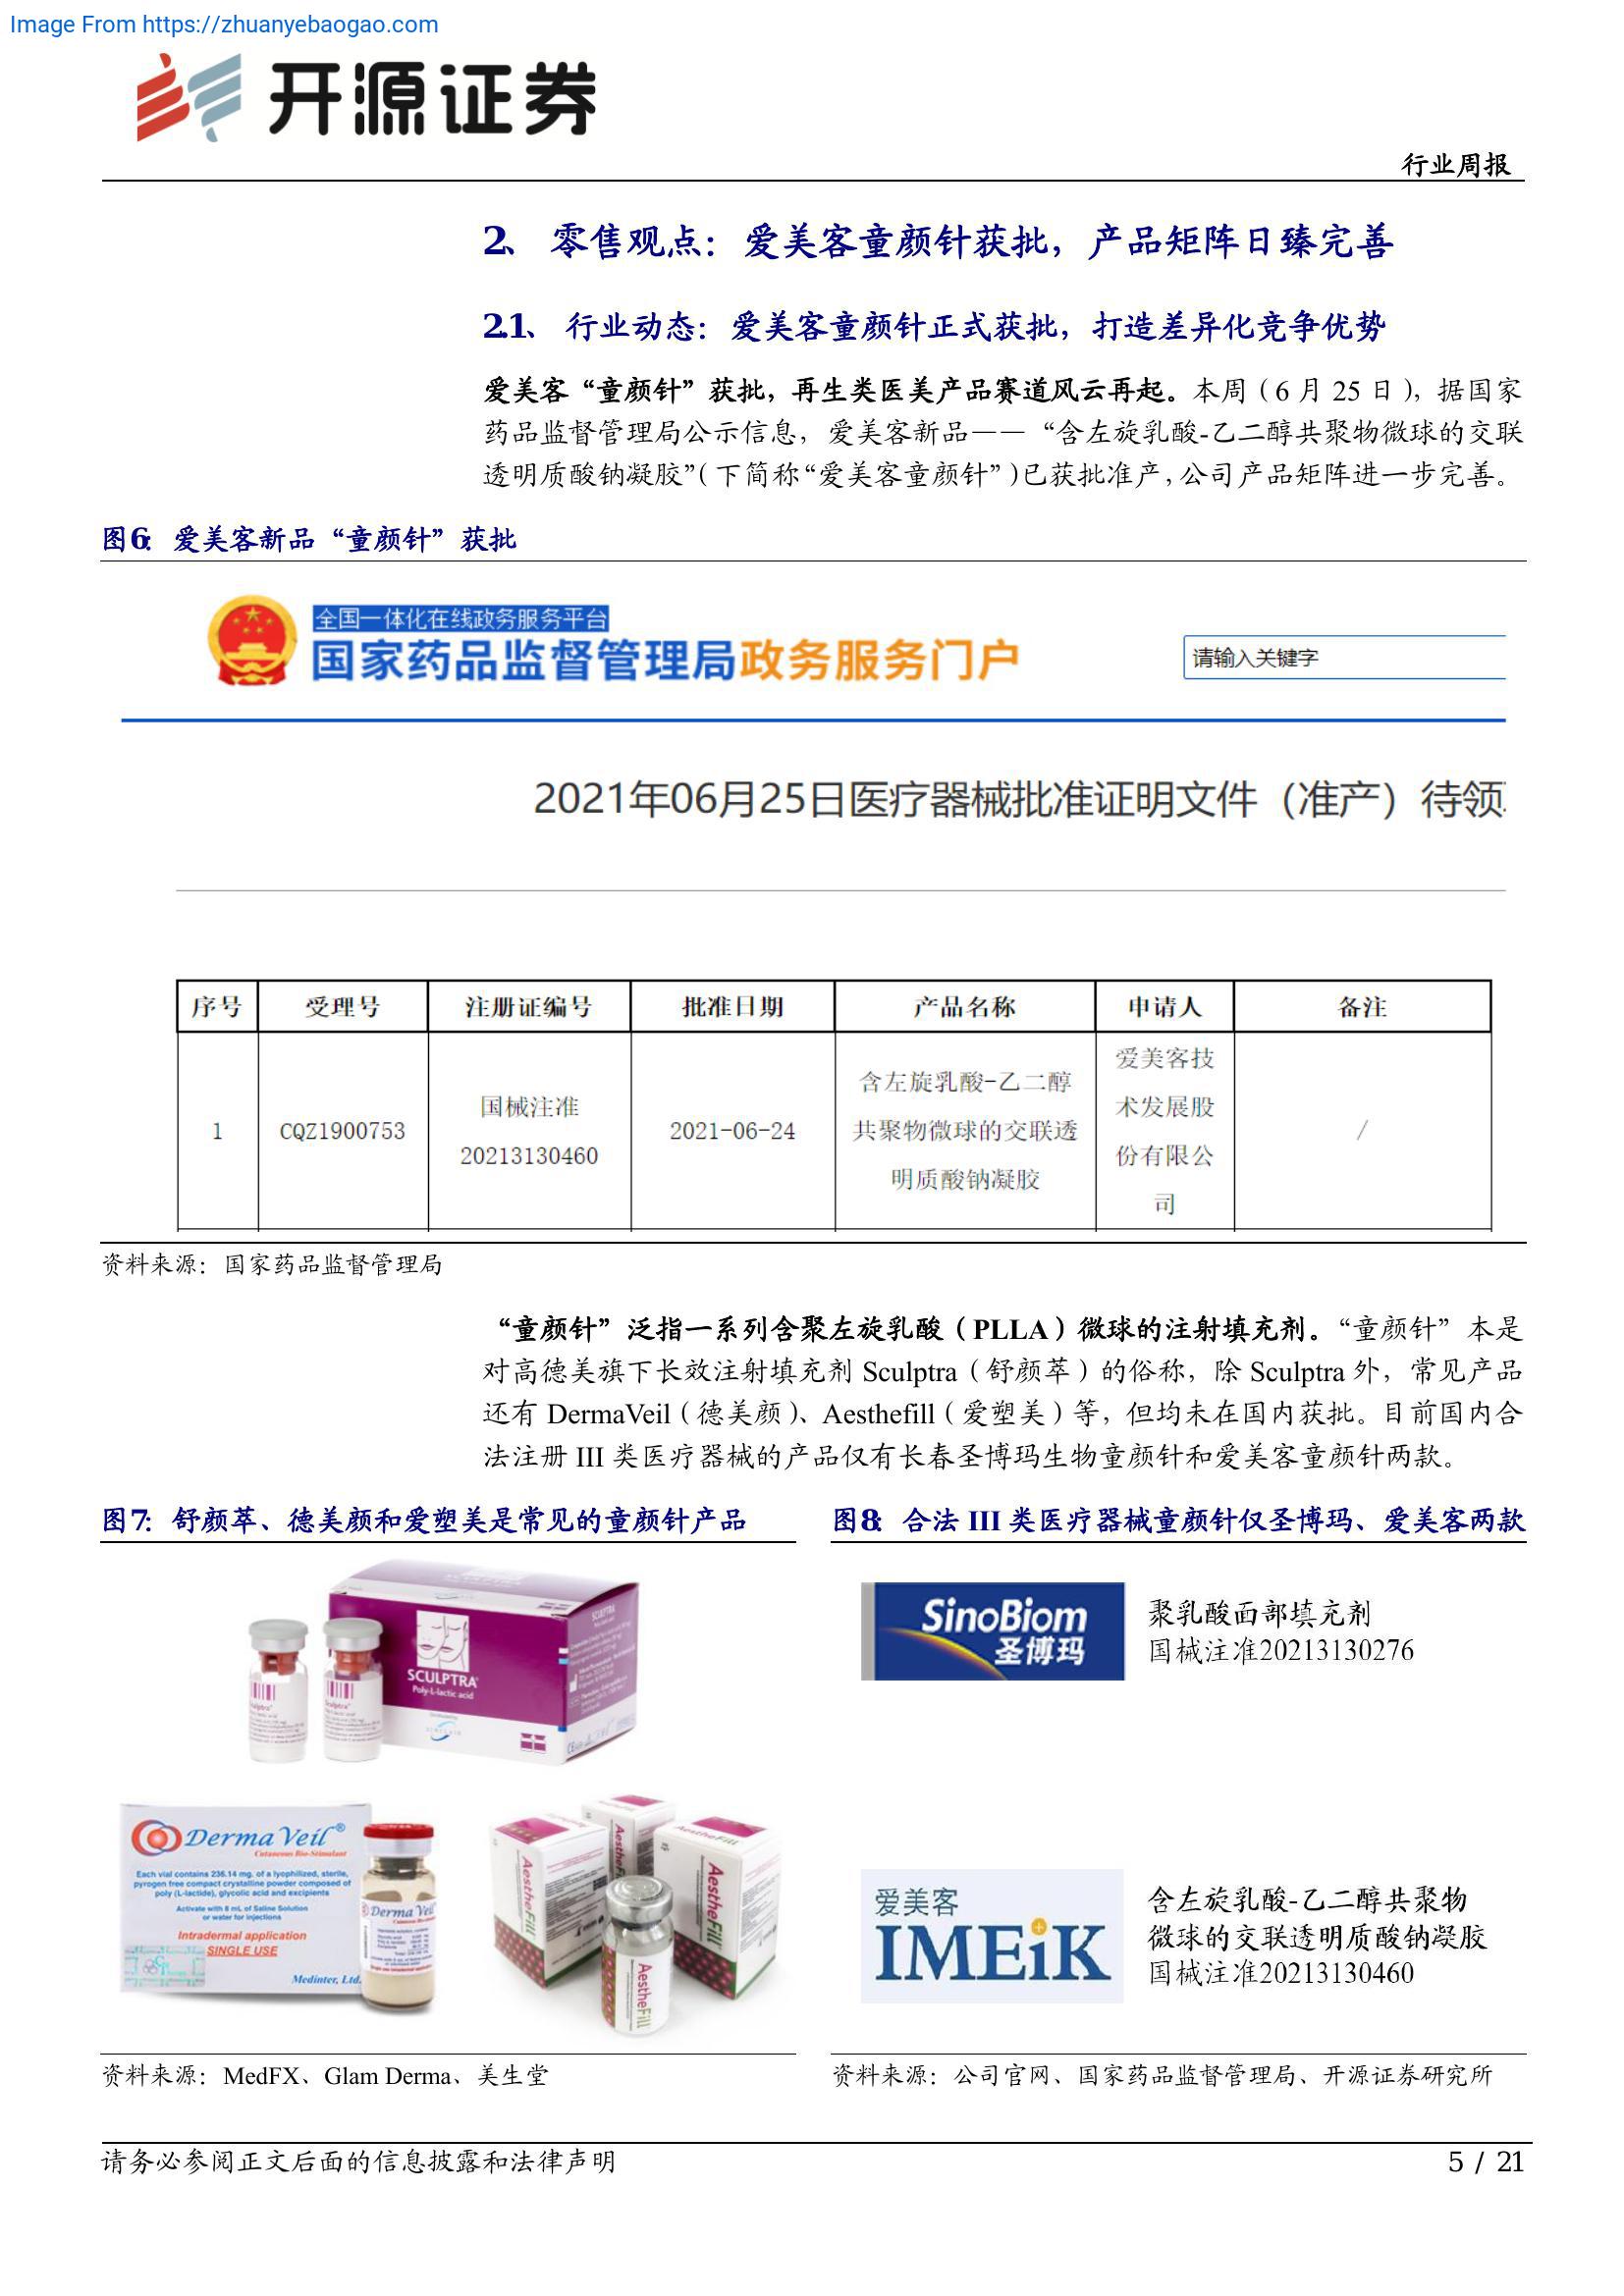 Image From https://zhuanyebaogao.com
开源证券
行业周报
2、 零售观点：爱美客童颜针获批，产品矩阵日臻完善
2.1、 行业动态：爱美客童颜针正式获批，打造差异化竞争优势
爱美客“童颜针”获批，再生类医美产品赛道风云再起。本周（6 月 25 日），据国家
药品监督管理局公示信息，爱美客新品——“含左旋乳酸-乙二醇共聚物微球的交联
透明质酸钠凝胶”（下简称“爱美客童颜针”）已获批准产，公司产品矩阵进一步完善。
图6： 爱美客新品“童颜针”获批
全国一体化在线政务服务平台
国家药品监督管理局政务服务门户
请输入关键字
2021年06月25日医疗器械批准证明文件（准产）待领
序号 受理号 注册证编号 批准日期 产品名称 申请人 备注
1 CQZ1900753 国械注准 20213130460 2021-06-24 含左旋乳酸-乙二醇共聚物微球的交联透明质酸钠凝胶 爱美客技术发展股份有限公司 /
资料来源：国家药品监督管理局
“童颜针”泛指一系列含聚左旋乳酸（PLLA）微球的注射填充剂。“童颜针”本是
对高德美旗下长效注射填充剂 Sculptra（舒颜萃）的俗称，除 Sculptra 外，常见产品
还有 DermaVeil（德美颜）、Aesthefill（爱塑美）等，但均未在国内获批。目前国内合
法注册 III 类医疗器械的产品仅有长春圣博玛生物童颜针和爱美客童颜针两款。
图7： 舒颜萃、德美颜和爱塑美是常见的童颜针产品
SCULPTRA
Poly-L-lactic acid
Derma Veil®
Cutaneous Bio-Stimulant
Each vial contains 236.14 mg. of a lyophilized, sterile,
pyrogen free compact crystalline powder composed of
poly (L-lactide), glycolic acid and excipients
Activate with 8 mL of Saline Solution
or water for injections
Intradermal application
SINGLE USE
Medinter, Ltd.
Derma Veil
AestheFill
AestheFill
AestheFill
AestheFill
图8： 合法 III 类医疗器械童颜针仅圣博玛、爱美客两款
SinoBiom
圣博玛
聚乳酸面部填充剂
国械注准20213130276
爱美客
IMEiK
含左旋乳酸-乙二醇共聚物
微球的交联透明质酸钠凝胶
国械注准20213130460
资料来源：MedFX、Glam Derma、美生堂
资料来源：公司官网、国家药品监督管理局、开源证券研究所
请务必参阅正文后面的信息披露和法律声明
5 / 21